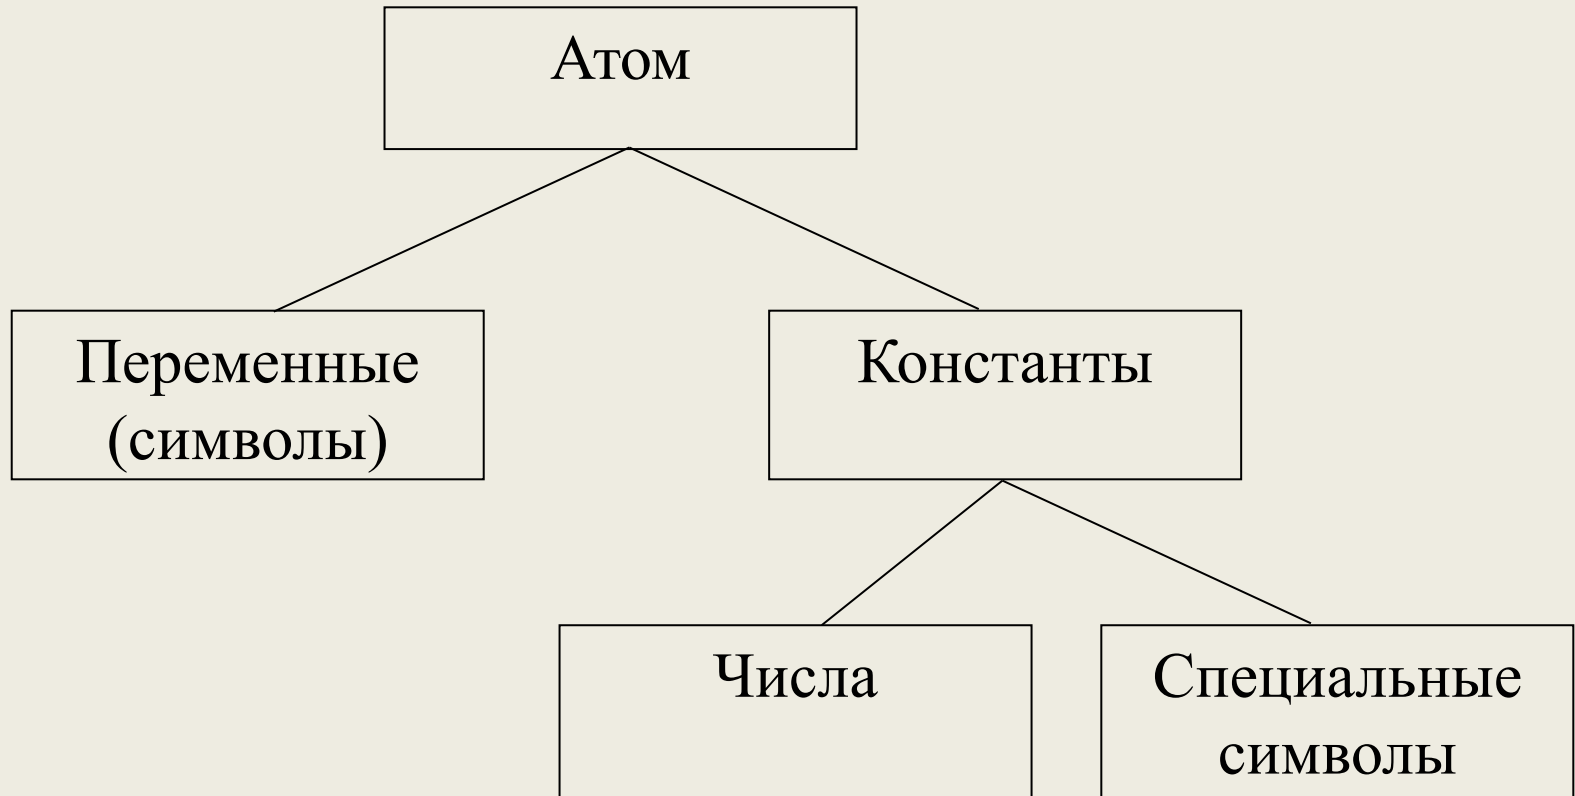 Атом
Переменные
(символы)
Константы
Числа
Специальные
символы